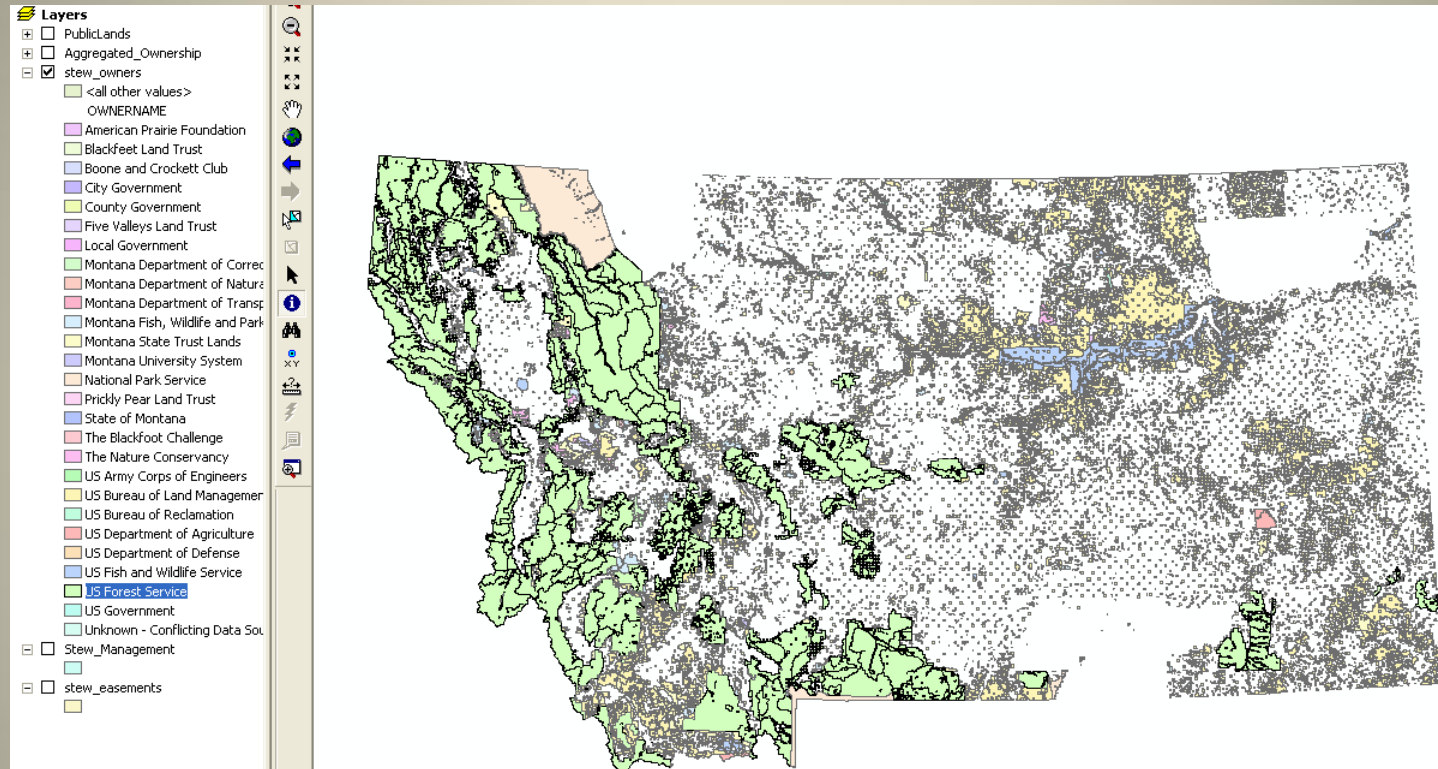 Layers
PublicLands
Aggregated_Ownership
stew_owners
<all other values>
OWNERNAME
American Prairie Foundation
Blackfeet Land Trust
Boone and Crockett Club
City Government
County Government
Five Valleys Land Trust
Local Government
Montana Department of Correc
Montana Department of Natura
Montana Department of Transp
Montana Fish, Wildlife and Park
Montana State Trust Lands
Montana University System
National Park Service
Prickly Pear Land Trust
State of Montana
The Blackfoot Challenge
The Nature Conservancy
US Army Corps of Engineers
US Bureau of Land Managemen
US Bureau of Reclamation
US Department of Agriculture
US Department of Defense
US Fish and Wildlife Service
US Forest Service
US Government
Unknown - Conflicting Data Sou
Stew_Management
stew_easements
XY